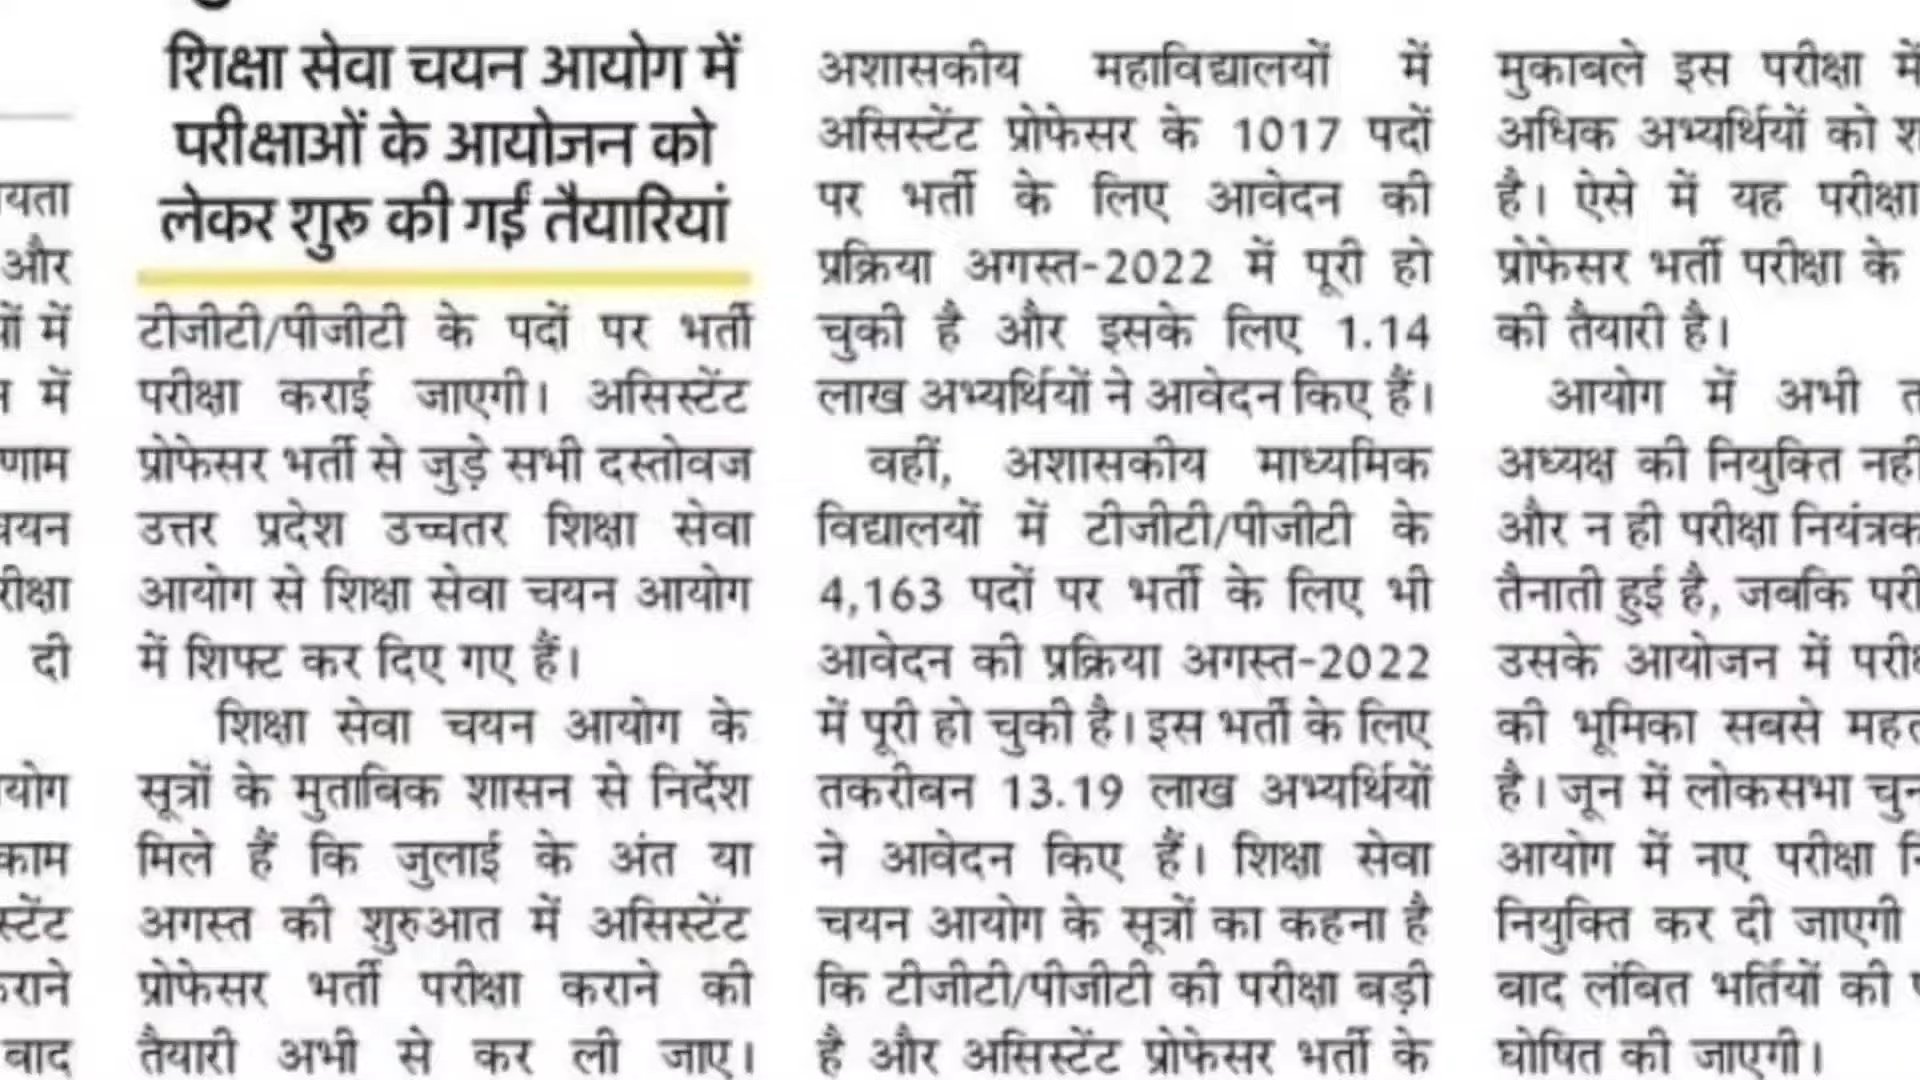 और
में
में
दी
बाद
शिक्षा सेवा चयन आयोग में
परीक्षाओं के आयोजन को
लेकर शुरू की गईं तैयारियां
टीजीटी/पीजीटी के पदों पर भर्ती
परीक्षा कराई जाएगी। असिस्टेंट
प्रोफेसर भर्ती से जुड़े सभी दस्तोवज
उत्तर प्रदेश उच्चतर शिक्षा सेवा
आयोग से शिक्षा सेवा चयन आयोग
में शिफ्ट कर दिए गए हैं।
शिक्षा सेवा चयन आयोग के
सूत्रों के मुताबिक शासन से निर्देश
मिले हैं कि जुलाई के अंत या
अगस्त की शुरुआत में असिस्टेंट
प्रोफेसर भर्ती परीक्षा कराने की
तैयारी अभी से कर ली जाए।
अशासकीय महाविद्यालयों में
असिस्टेंट प्रोफेसर के 1017 पदों
पर भर्ती के लिए आवेदन की
प्रक्रिया अगस्त-2022 में पूरी हो
चुकी है और इसके लिए 1.14
लाख अभ्यर्थियों ने आवेदन किए हैं।
वहीं, अशासकीय माध्यमिक
विद्यालयों में टीजीटी/पीजीटी के
4,163 पदों पर भर्ती के लिए भी
आवेदन की प्रक्रिया अगस्त-2022
में पूरी हो चुकी है। इस भर्ती के लिए
तकरीबन 13.19 लाख अभ्यर्थियों
ने आवेदन किए हैं। शिक्षा सेवा
चयन आयोग के सूत्रों का कहना है
कि टीजीटी/पीजीटी की परीक्षा बड़ी
है और असिस्टेंट प्रोफेसर भर्ती के
मुकाबले इस परीक्षा में
अधिक अभ्यर्थियों को
है। ऐसे में यह परीक्षा
प्रोफेसर भर्ती परीक्षा के
की तैयारी है।
आयोग में अभी
अध्यक्ष की नियुक्ति
और न ही परीक्षा नियंत्रक
तैनाती हुई है, जबकि
उसके आयोजन में
की भूमिका सबसे
है। जून में लोकसभा
आयोग में नए परीक्षा
नियुक्ति कर दी जाएगी
बाद लंबित भर्तियों की
घोषित की जाएगी।